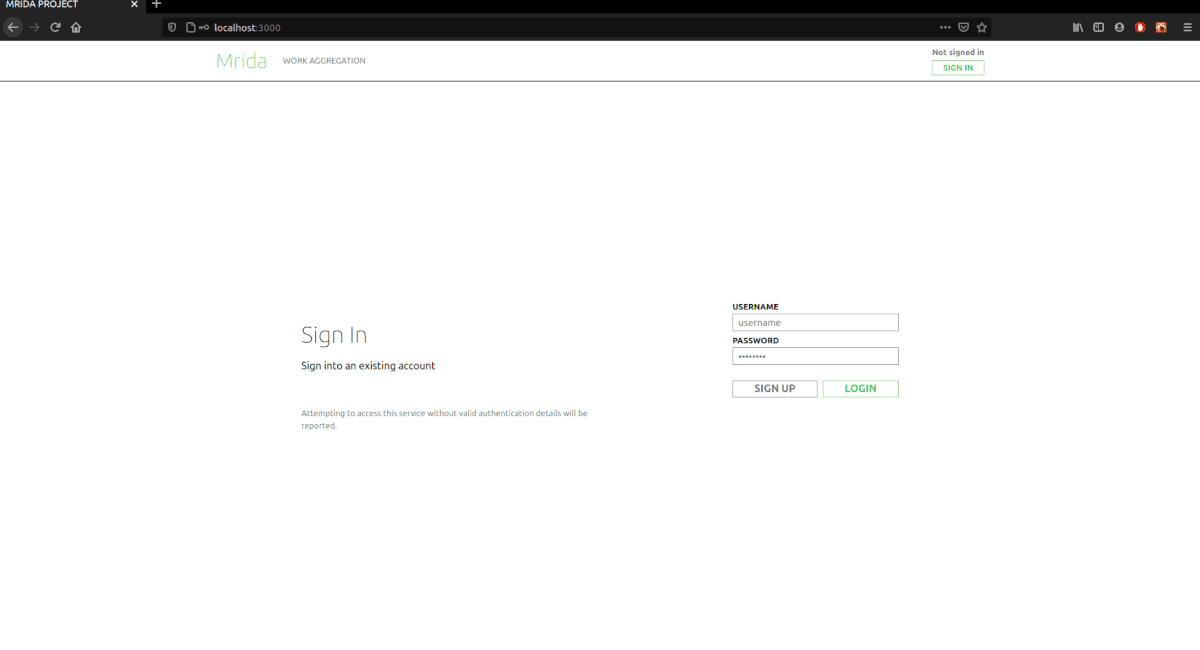 MRIDA PROJECT
localhost:3000
Mrida
WORK AGGREGATION
Not signed in
SIGN IN
Sign In
Sign into an existing account
Attempting to access this service without valid authentication details will be
reported.
USERNAME
username
PASSWORD
••••••••
SIGN UP
LOGIN